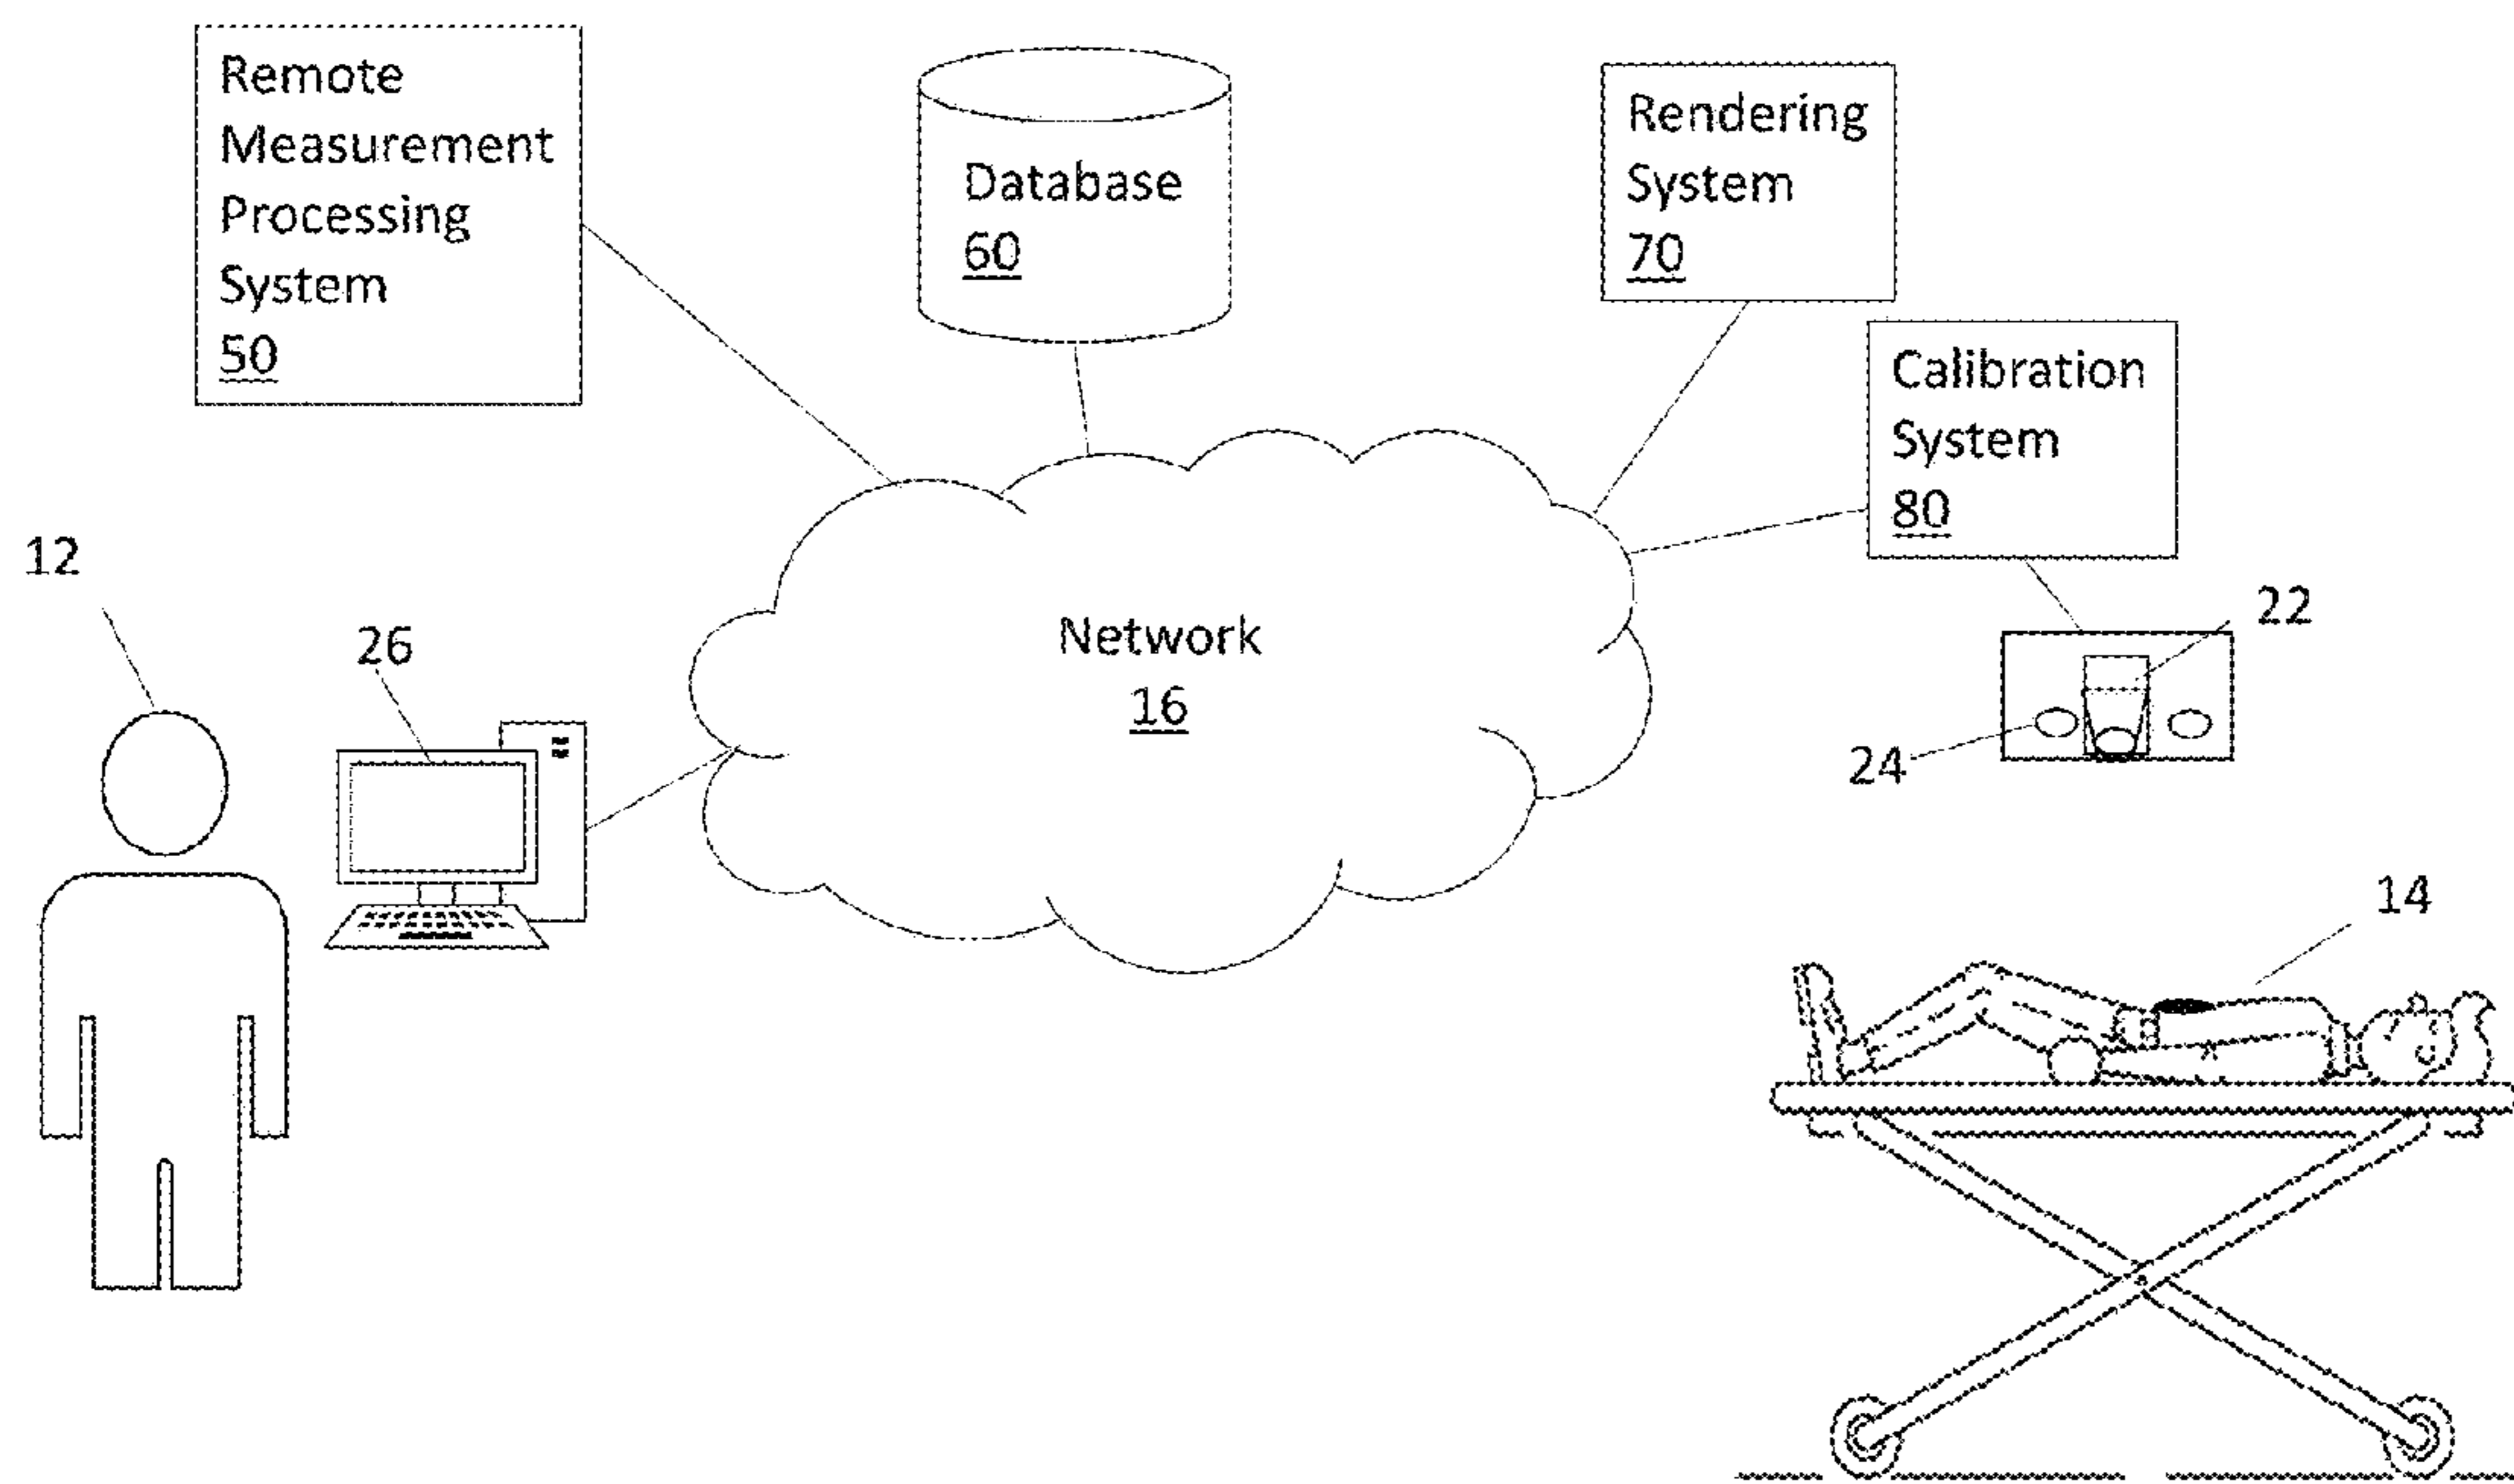 Remote
Measurement
Processing
System
50
Database
60
Rendering
System
70
Calibration
System
80
12
26
Network
16
22
24
14